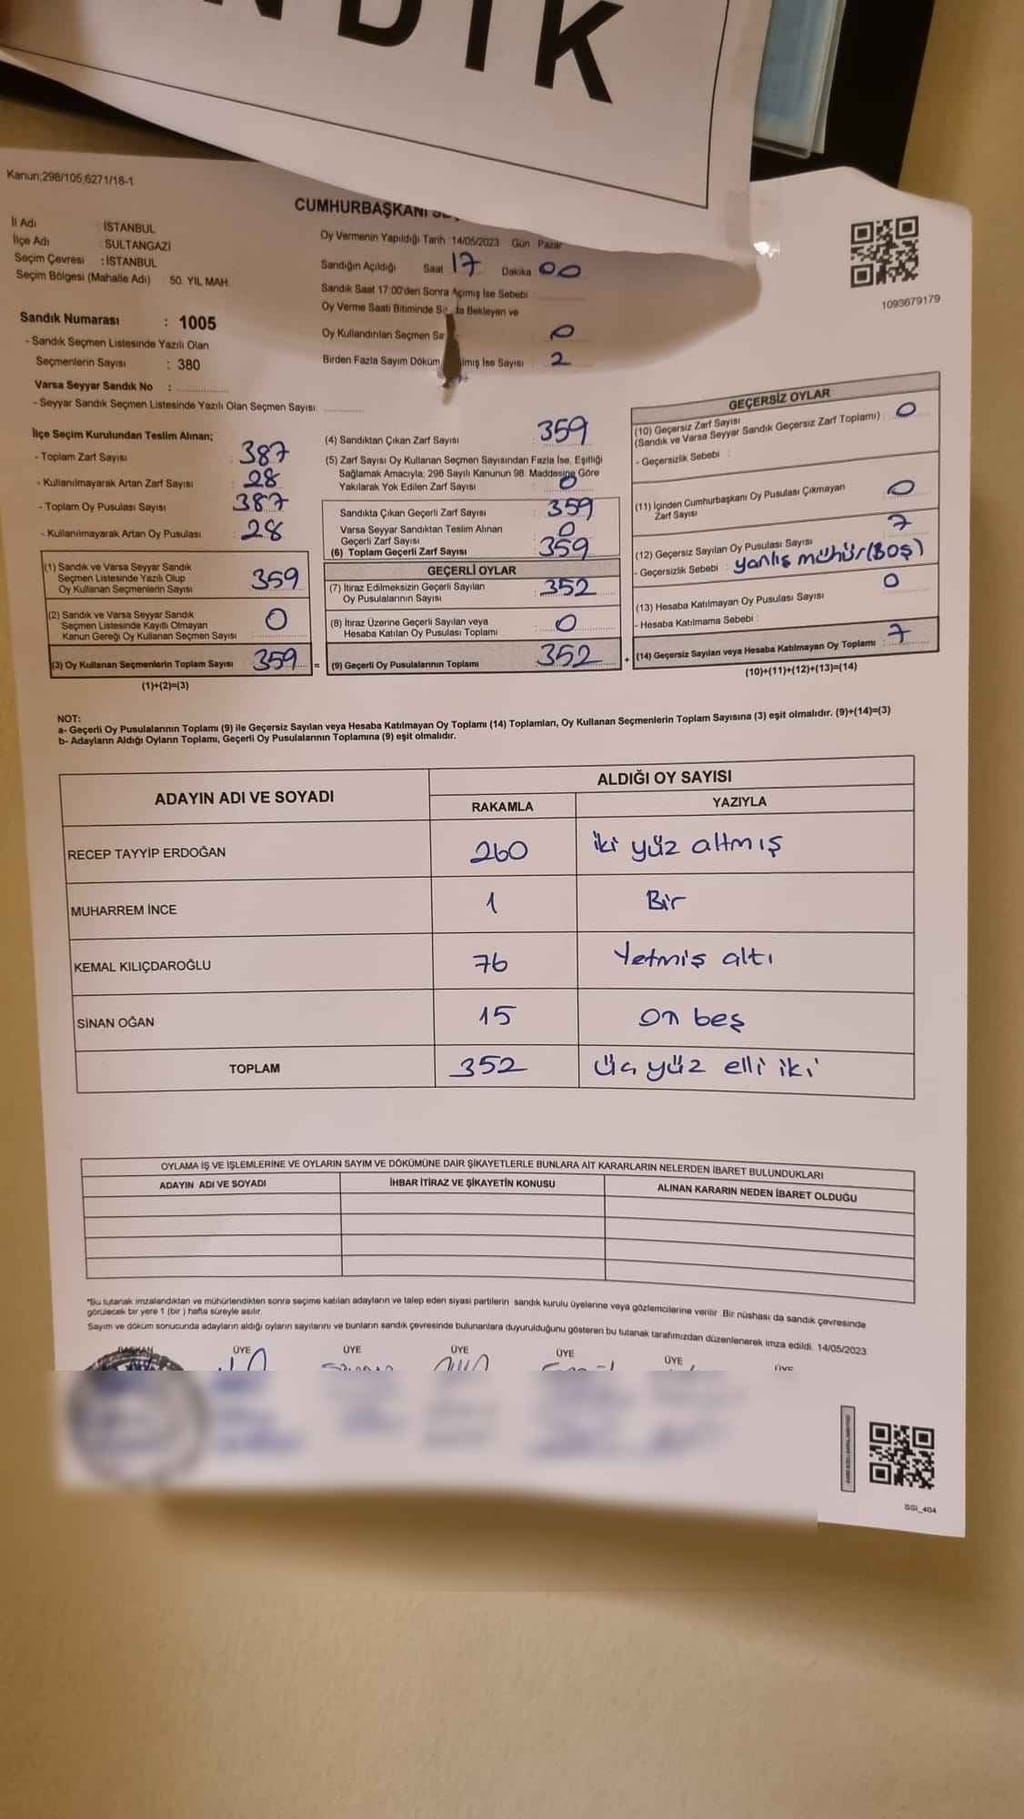 NDIK
Kanun;298/105;6271/18-1
CUMHURBAŞKANI
İl Adı : İSTANBUL
İlçe Adı : SULTANGAZİ
Seçim Çevresi : İSTANBUL
Seçim Bölgesi (Mahalle Adı) 50. YIL MAH.
Oy Vermenin Yapıldığı Tarih 14/05/2023 Gün Pazar
Sandığın Açıldığı Saat 17 Dakika 00
Sandık Saat 17:00'den Sonra Açılmış İse Sebebi
Oy Verme Saati Bitiminde Bekleyen ve
Oy Kullandırılan Seçmen 0
Birden Fazla Sayım Döküm İse Sayısı 2
1093679179
Sandık Numarası : 1005
- Sandık Seçmen Listesinde Yazılı Olan
Seçmenlerin Sayısı : 380
Varsa Seyyar Sandık No :
- Seyyar Sandık Seçmen Listesinde Yazılı Olan Seçmen Sayısı:
İlçe Seçim Kurulundan Teslim Alınan;
- Toplam Zarf Sayısı 387
- Kullanılmayarak Artan Zarf Sayısı 28
- Toplam Oy Pusulası Sayısı 387
- Kullanılmayarak Artan Oy Pusulası 28
(1) Sandık ve Varsa Seyyar Sandık
Seçmen Listesinde Yazılı Olup
Oy Kullanan Seçmenlerin Sayısı 359
(2) Sandık ve Varsa Seyyar Sandık
Seçmen Listesinde Kayıtlı Olmayan
Kanun Gereği Oy Kullanan Seçmen Sayısı 0
(3) Oy Kullanan Seçmenlerin Toplam Sayısı 359 =
(1)+(2)=(3)
(4) Sandıktan Çıkan Zarf Sayısı : 359
(5) Zarf Sayısı Oy Kullanan Seçmen Sayısından Fazla İse, Eşitliği
Sağlamak Amacıyla; 298 Sayılı Kanunun 98. Maddesine Göre
Yakılarak Yok Edilen Zarf Sayısı 0
Sandıkta Çıkan Geçerli Zarf Sayısı 359
Varsa Seyyar Sandıktan Teslim Alınan
Geçerli Zarf Sayısı 0
(6) Toplam Geçerli Zarf Sayısı 359
GEÇERLİ OYLAR
(7) İtiraz Edilmeksizin Geçerli Sayılan
Oy Pusulalarının Sayısı 352
(8) İtiraz Üzerine Geçerli Sayılan veya
Hesaba Katılan Oy Pusulası Toplamı 0
(9) Geçerli Oy Pusulalarının Toplamı 352 +
GEÇERSİZ OYLAR
(10) Geçersiz Zarf Sayısı
(Sandık ve Varsa Seyyar Sandık Geçersiz Zarf Toplamı) : 0
- Geçersizlik Sebebi :
(11) İçinden Cumhurbaşkanı Oy Pusulası Çıkmayan
Zarf Sayısı 0
(12) Geçersiz Sayılan Oy Pusulası Sayısı 7
- Geçersizlik Sebebi : yanlış mühür (Boş)
(13) Hesaba Katılmayan Oy Pusulası Sayısı 0
- Hesaba Katılmama Sebebi :
(14) Geçersiz Sayılan veya Hesaba Katılmayan Oy Toplamı : 7
(10)+(11)+(12)+(13)=(14)
NOT:
a- Geçerli Oy Pusulalarının Toplamı (9) ile Geçersiz Sayılan veya Hesaba Katılmayan Oy Toplamı (14) Toplamları, Oy Kullanan Seçmenlerin Toplam Sayısına (3) eşit olmalıdır. (9)+(14)=(3)
b- Adayların Aldığı Oyların Toplamı, Geçerli Oy Pusulalarının Toplamına (9) eşit olmalıdır.
ADAYIN ADI VE SOYADI ALDIĞI OY SAYISI
RAKAMLA YAZIYLA
RECEP TAYYİP ERDOĞAN 260 iki yüz altmış
MUHARREM İNCE 1 Bir
KEMAL KILIÇDAROĞLU 76 Yetmiş altı
SİNAN OĞAN 15 on beş
TOPLAM 352 Üç yüz elli iki
OYLAMA İŞ VE İŞLEMLERİNE VE OYLARIN SAYIM VE DÖKÜMÜNE DAİR ŞİKAYETLERLE BUNLARA AİT KARARLARIN NELERDEN İBARET BULUNDUKLARI
ADAYIN ADI VE SOYADI İHBAR İTİRAZ VE ŞİKAYETİN KONUSU ALINAN KARARIN NEDEN İBARET OLDUĞU
*Bu tutanak imzalandıktan ve mühürlendikten sonra seçime katılan adayların ve talep eden siyasi partilerin sandık kurulu üyelerine veya gözlemcilerine verilir. Bir nüshası da sandık çevresinde
görülecek bir yere 1 (bir) hafta süreyle asılır.
Sayım ve döküm sonucunda adayların aldığı oyların sayılarını ve bunların sandık çevresinde bulunanlara duyurulduğunu gösteren bu tutanak tarafımızdan düzenlenerek imza edildi. 14/05/2023
BAŞKAN ÜYE ÜYE ÜYE ÜYE ÜYE ÜYE